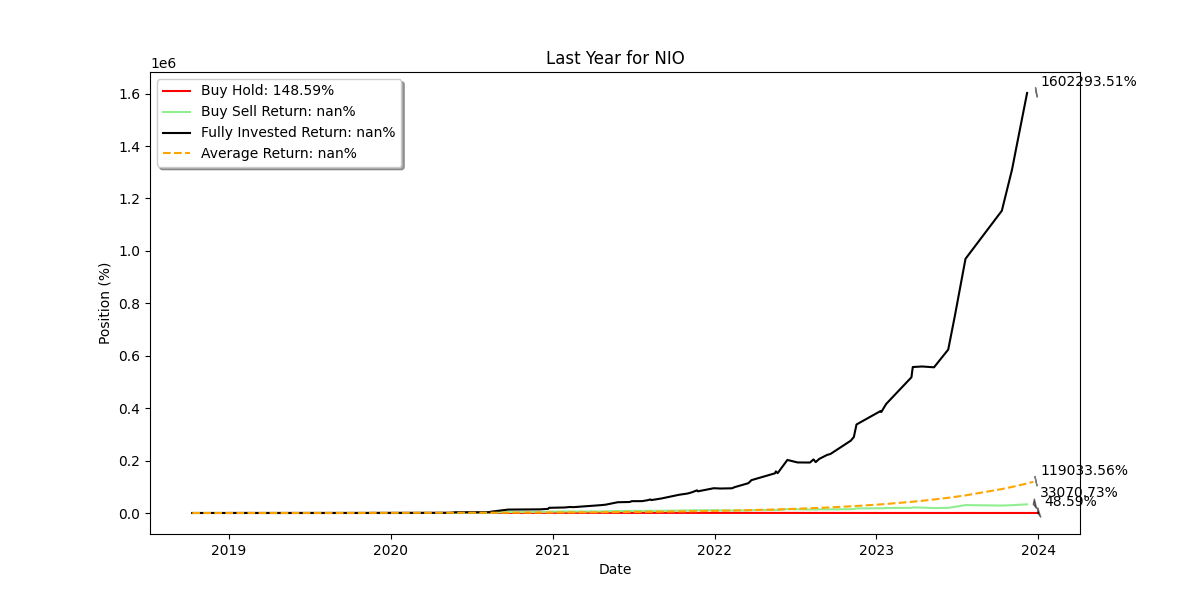 Last Year for NIO
1e6
Buy Hold: 148.59%
Buy Sell Return: nan%
Fully Invested Return: nan%
Average Return: nan%
1602293.51%
119033.56%
33070.73%
48.59%
Position (%)
1.6
1.4
1.2
1.0
0.8
0.6
0.4
0.2
0.0
2019 2020 2021 2022 2023 2024
Date